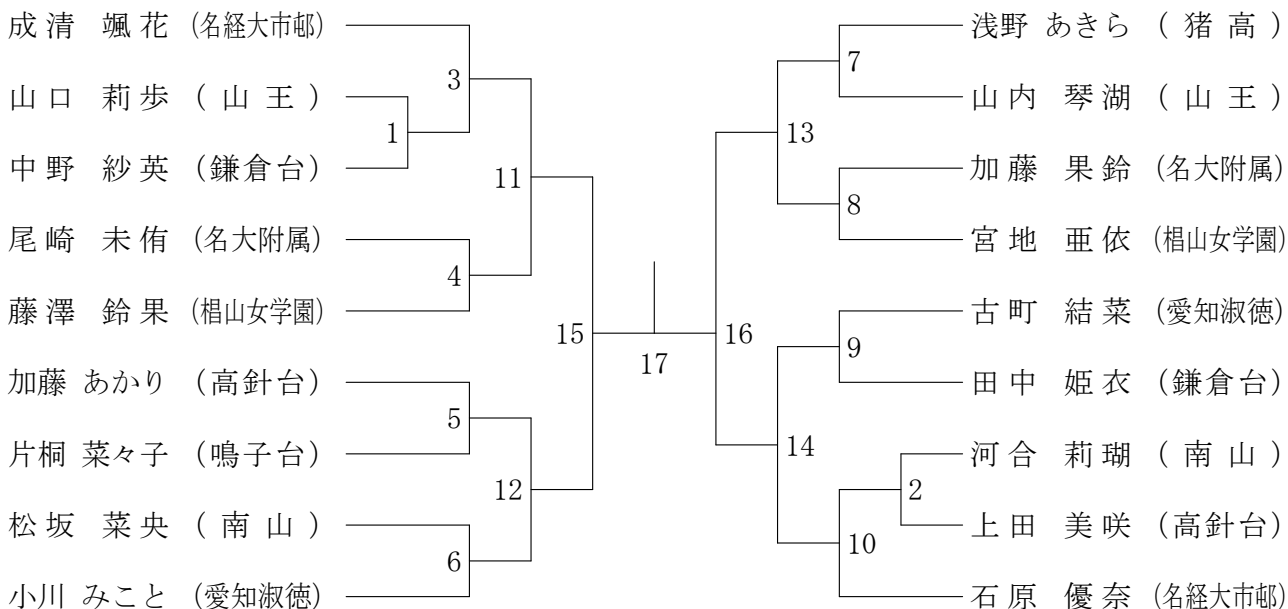 成清 颯花 (名経大市邨)
山口 莉歩 (山王)
中野 紗英 (鎌倉台)
尾崎 未侑 (名大附属)
藤澤 鈴果 (椙山女学園)
加藤 あかり (高針台)
片桐 菜々子 (鳴子台)
松坂 菜央 (南山)
小川 みこと (愛知淑徳)
3
1
11
4
15
5
12
6
17
7
13
8
16
9
14
2
10
浅野 あきら (猪高)
山内 琴湖 (山王)
加藤 果鈴 (名大附属)
宮地 亜依 (椙山女学園)
古町 結菜 (愛知淑徳)
田中 姫衣 (鎌倉台)
河合 莉瑚 (南山)
上田 美咲 (高針台)
石原 優奈 (名経大市邨)